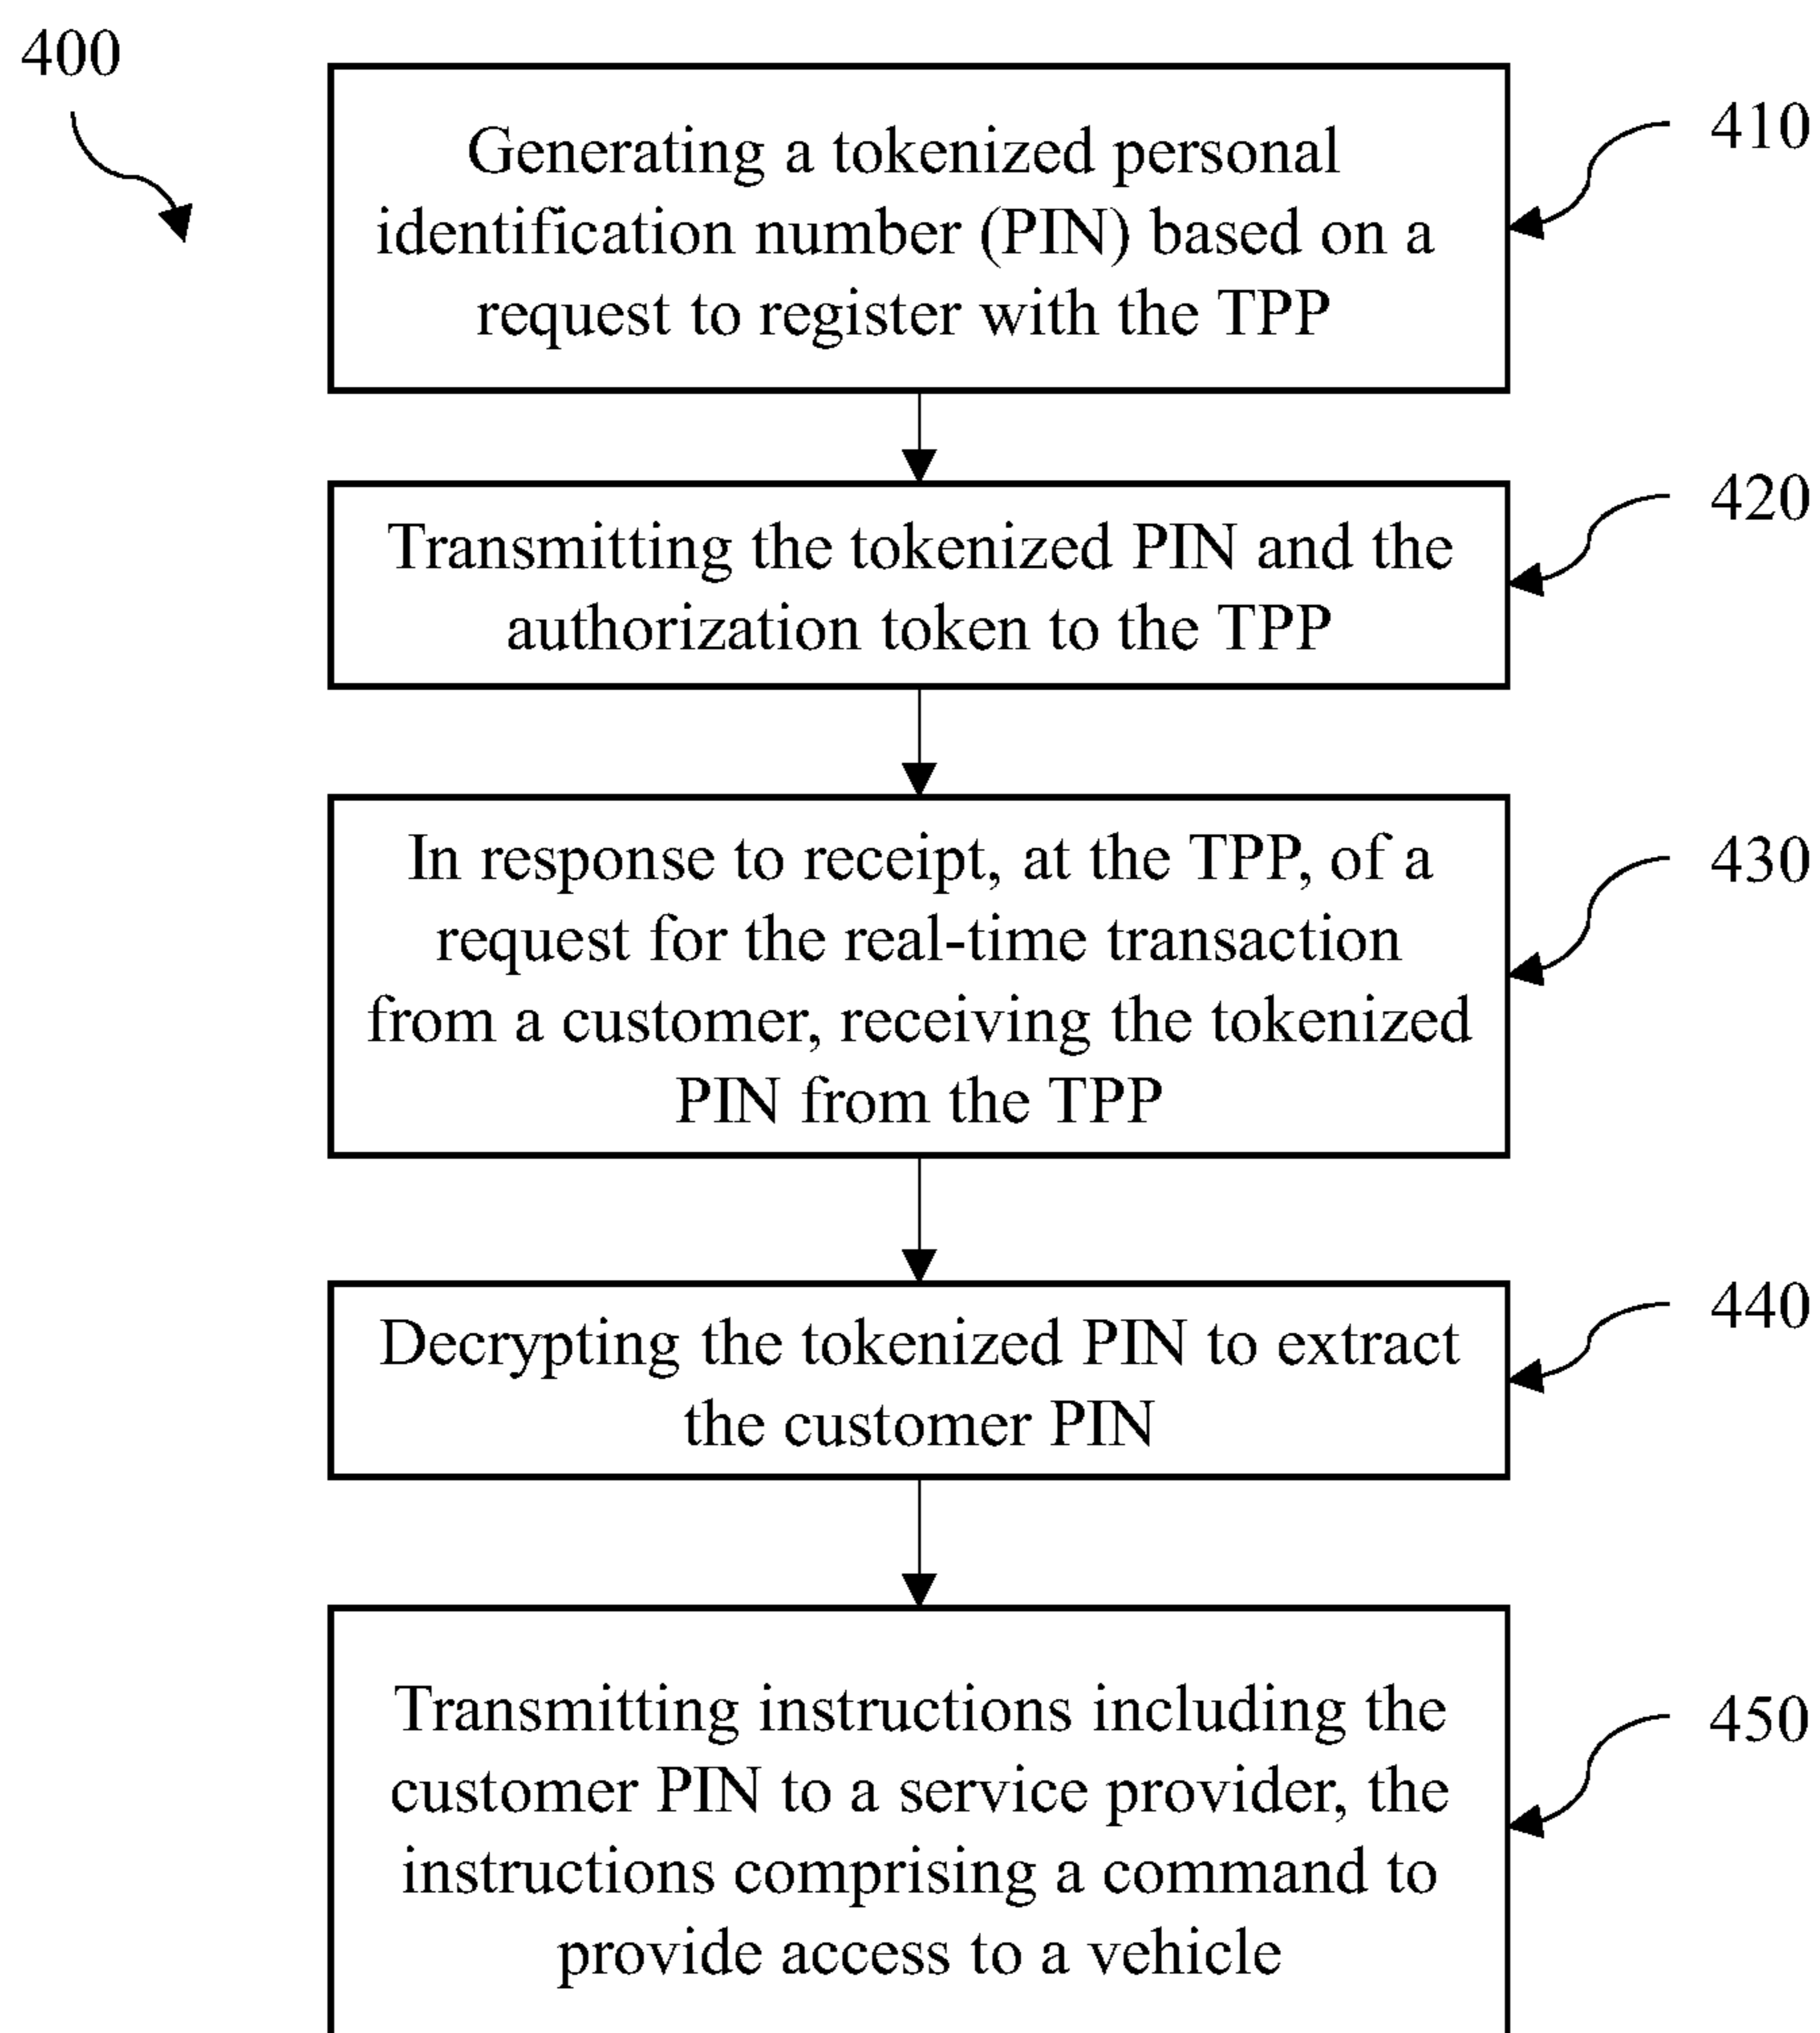 400
Generating a tokenized personal
identification number (PIN) based on a
request to register with the TPP
410
Transmitting the tokenized PIN and the
authorization token to the TPP
420
In response to receipt, at the TPP, of a
request for the real-time transaction
from a customer, receiving the tokenized
PIN from the TPP
430
Decrypting the tokenized PIN to extract
the customer PIN
440
Transmitting instructions including the
customer PIN to a service provider, the
instructions comprising a command to
provide access to a vehicle
450